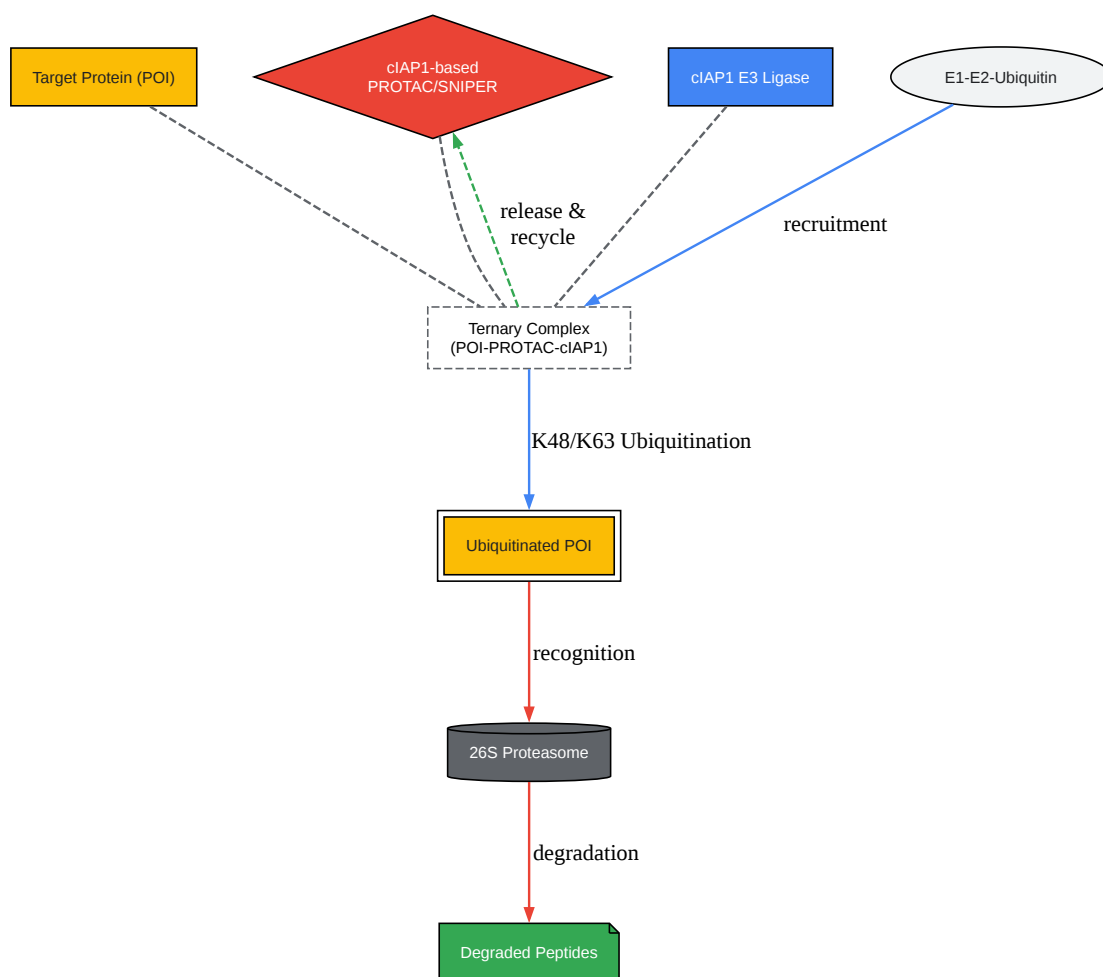 Target Protein (POI)
cIAP1-based
PROTAC/SNIPER
cIAP1 E3 Ligase
E1-E2-Ubiquitin
release &
recycle
recruitment
Ternary Complex
(POI-PROTAC-cIAP1)
K48/K63 Ubiquitination
Ubiquitinated POI
recognition
26S Proteasome
degradation
Degraded Peptides